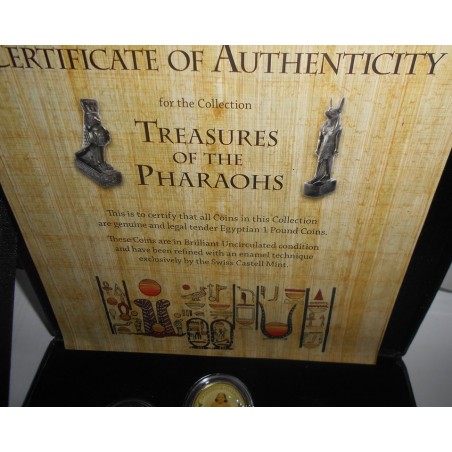 CERTIFICATE OF AUTHENTICITY
for the Collection
TREASURES
OF THE
PHARAOHS
This is to certify that all Coins in this Collection
are genuine and legal tender Egyptian 1 Pound Coins.
These Coins are in Brilliant Uncirculated condition
and have been refined with an enamel technique
exclusively by the Swiss Castell Mint.